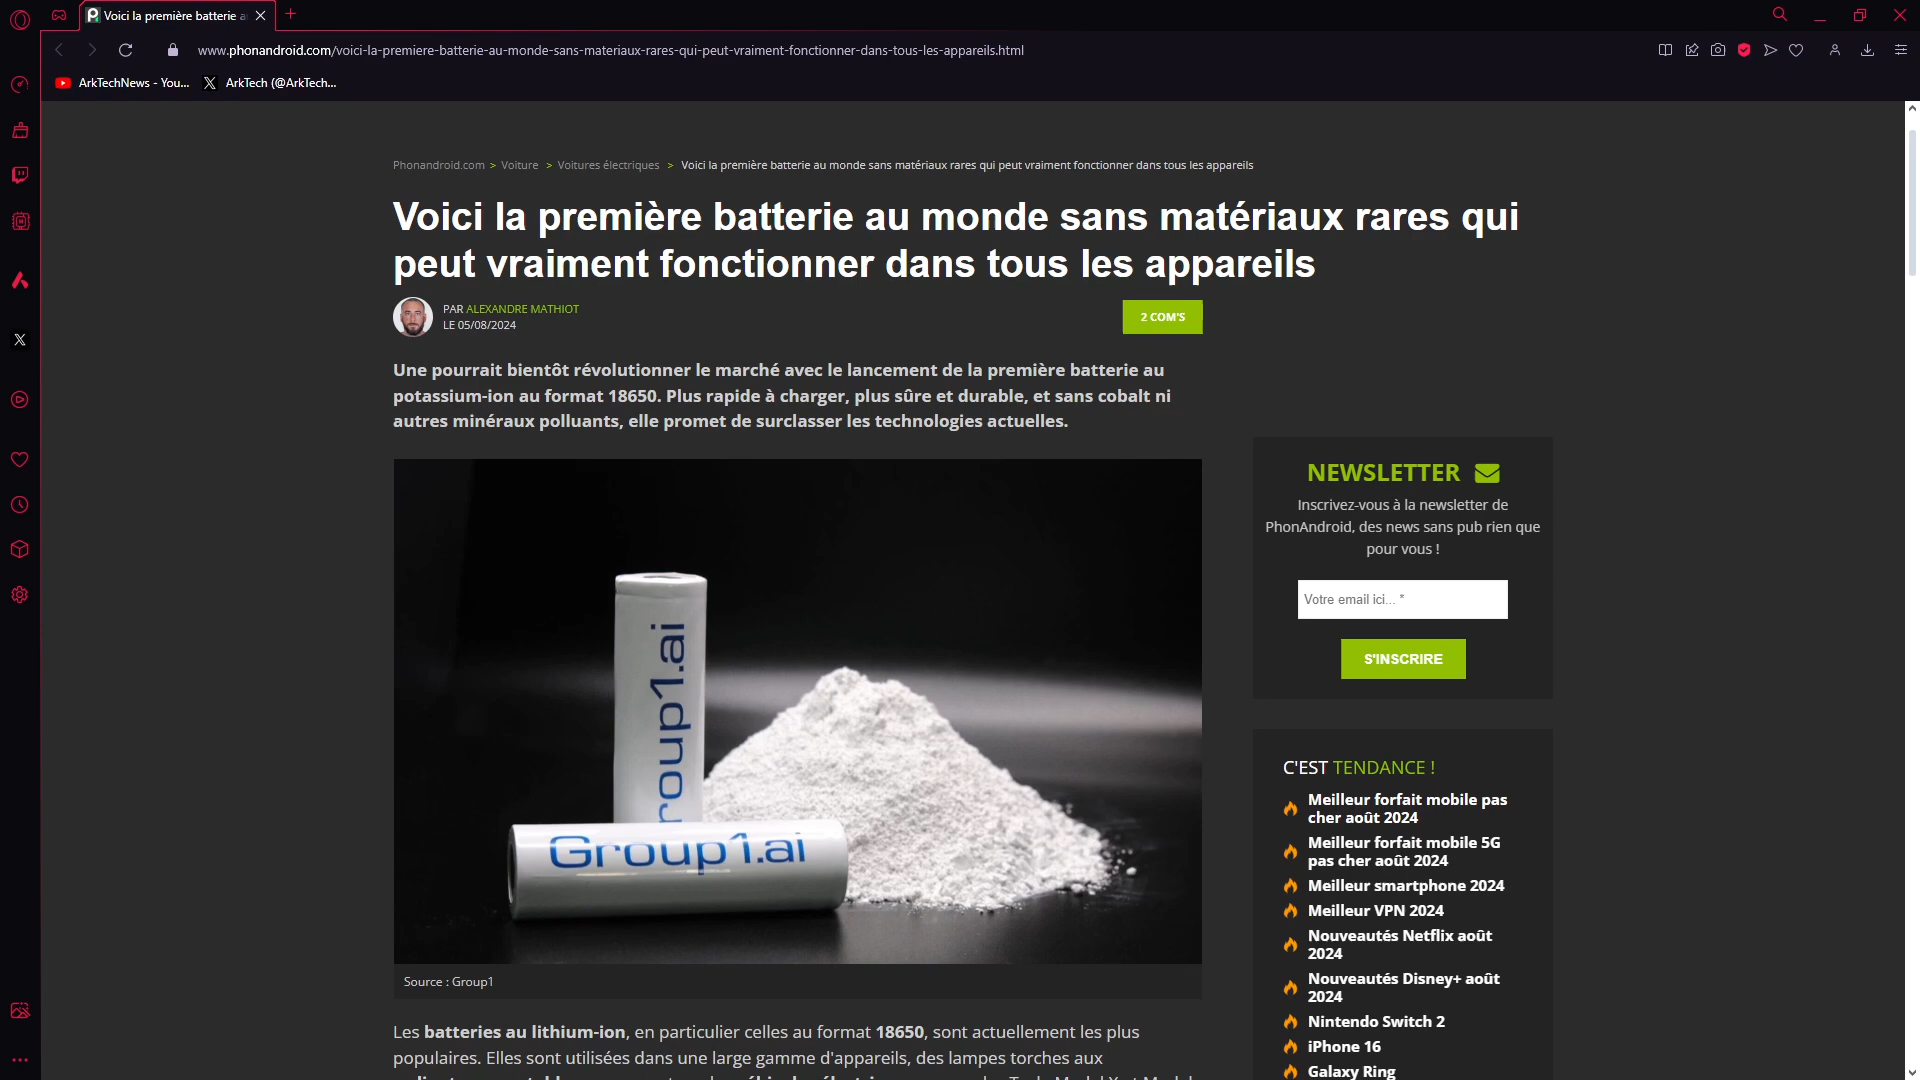 Voici la première batterie a
www.phonandroid.com/voici-la-premiere-batterie-au-monde-sans-materiaux-rares-qui-peut-vraiment-fonctionner-dans-tous-les-appareils.html
ArkTechNews - You...
ArkTech (@ArkTech...
Phonandroid.com > Voiture > Voitures électriques > Voici la première batterie au monde sans matériaux rares qui peut vraiment fonctionner dans tous les appareils
Voici la première batterie au monde sans matériaux rares qui
peut vraiment fonctionner dans tous les appareils
PAR ALEXANDRE MATHIOT
LE 05/08/2024
2 COM'S
Une pourrait bientôt révolutionner le marché avec le lancement de la première batterie au
potassium-ion au format 18650. Plus rapide à charger, plus sûre et durable, et sans cobalt ni
autres minéraux polluants, elle promet de surclasser les technologies actuelles.
Group1.ai
Group1.ai
Source : Group1
Les batteries au lithium-ion, en particulier celles au format 18650, sont actuellement les plus
populaires. Elles sont utilisées dans une large gamme d'appareils, des lampes torches aux
NEWSLETTER
Inscrivez-vous à la newsletter de
PhonAndroid, des news sans pub rien que
pour vous !
Votre email ici... *
S'INSCRIRE
C'EST TENDANCE !
Meilleur forfait mobile pas
cher août 2024
Meilleur forfait mobile 5G
pas cher août 2024
Meilleur smartphone 2024
Meilleur VPN 2024
Nouveautés Netflix août
2024
Nouveautés Disney+ août
2024
Nintendo Switch 2
iPhone 16
Galaxy Ring